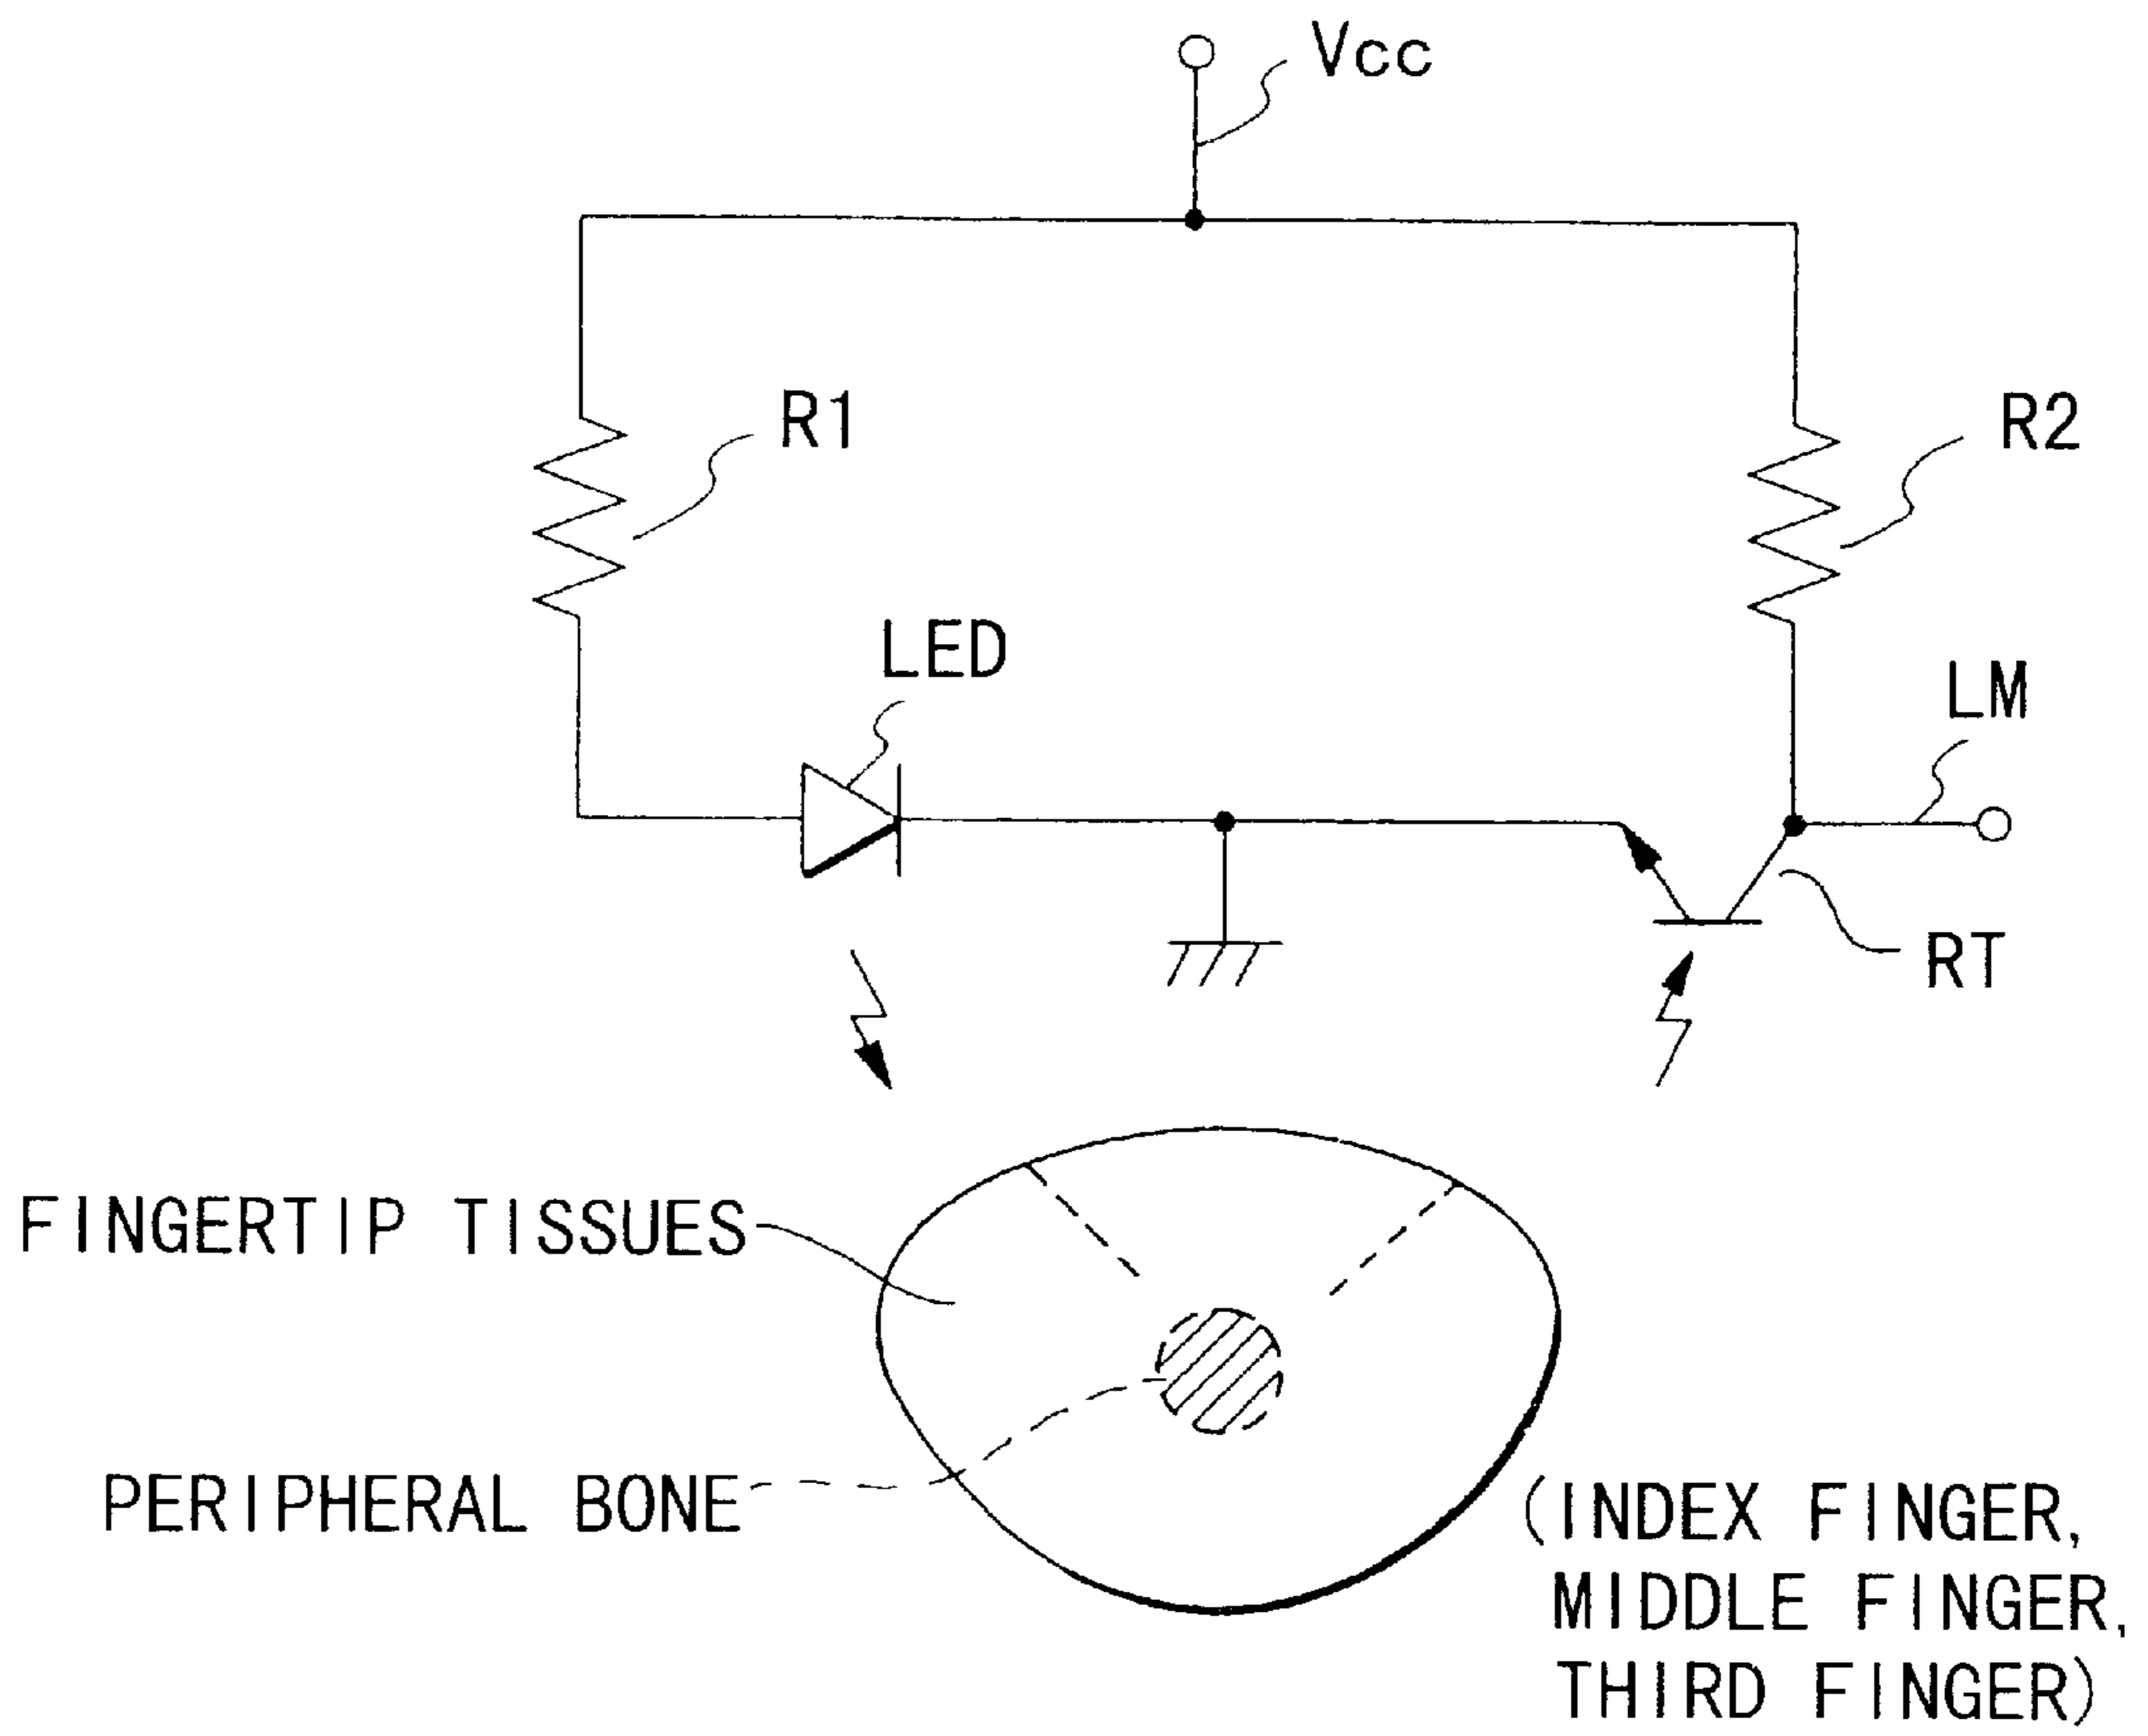 Vcc
R1
R2
LED
LM
RT
FINGERTIP TISSUES
PERIPHERAL BONE
(INDEX FINGER,
MIDDLE FINGER,
THIRD FINGER)